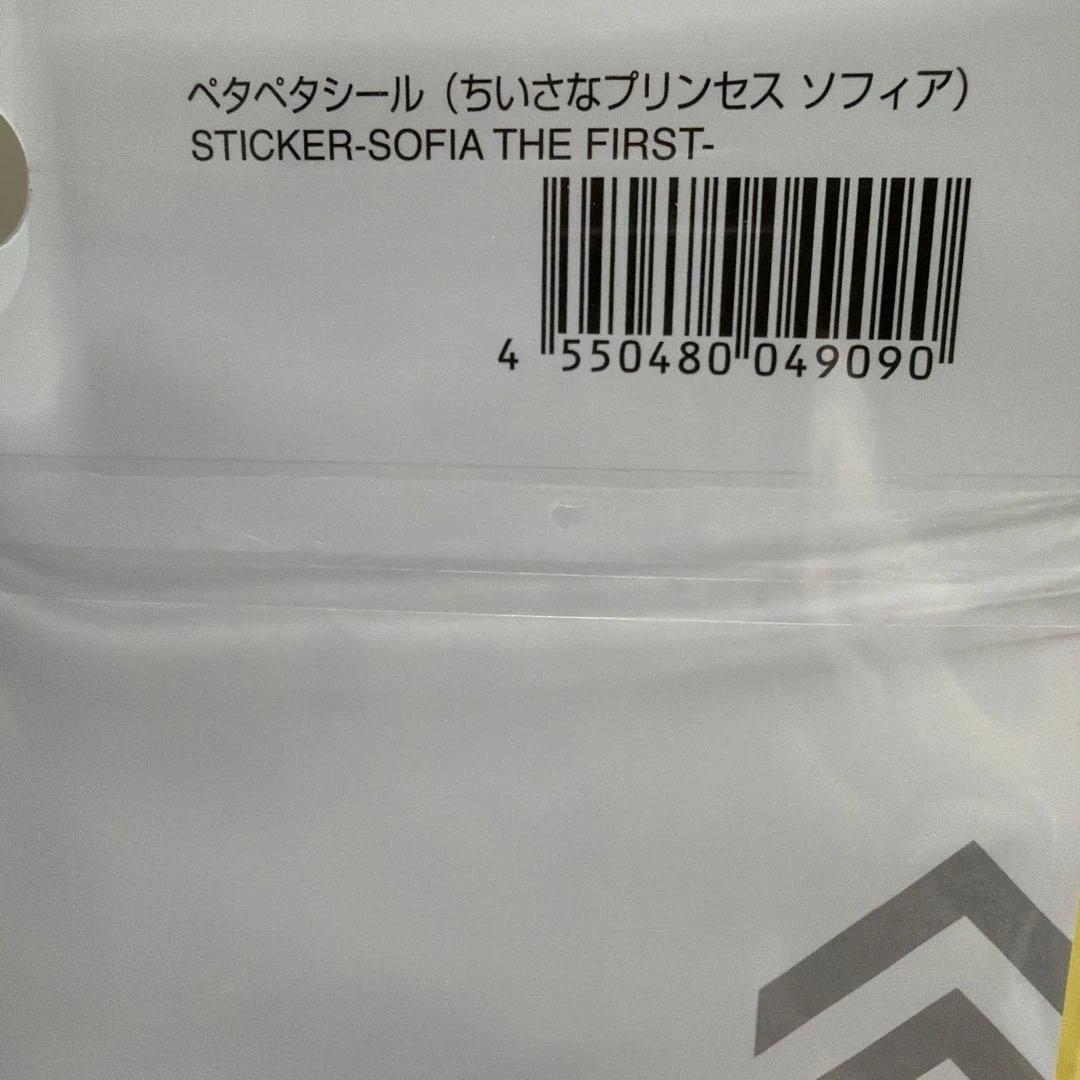 ペタペタシール（ちいさなプリンセス ソフィア）
STICKER-SOFIA THE FIRST-
4 550480 049090